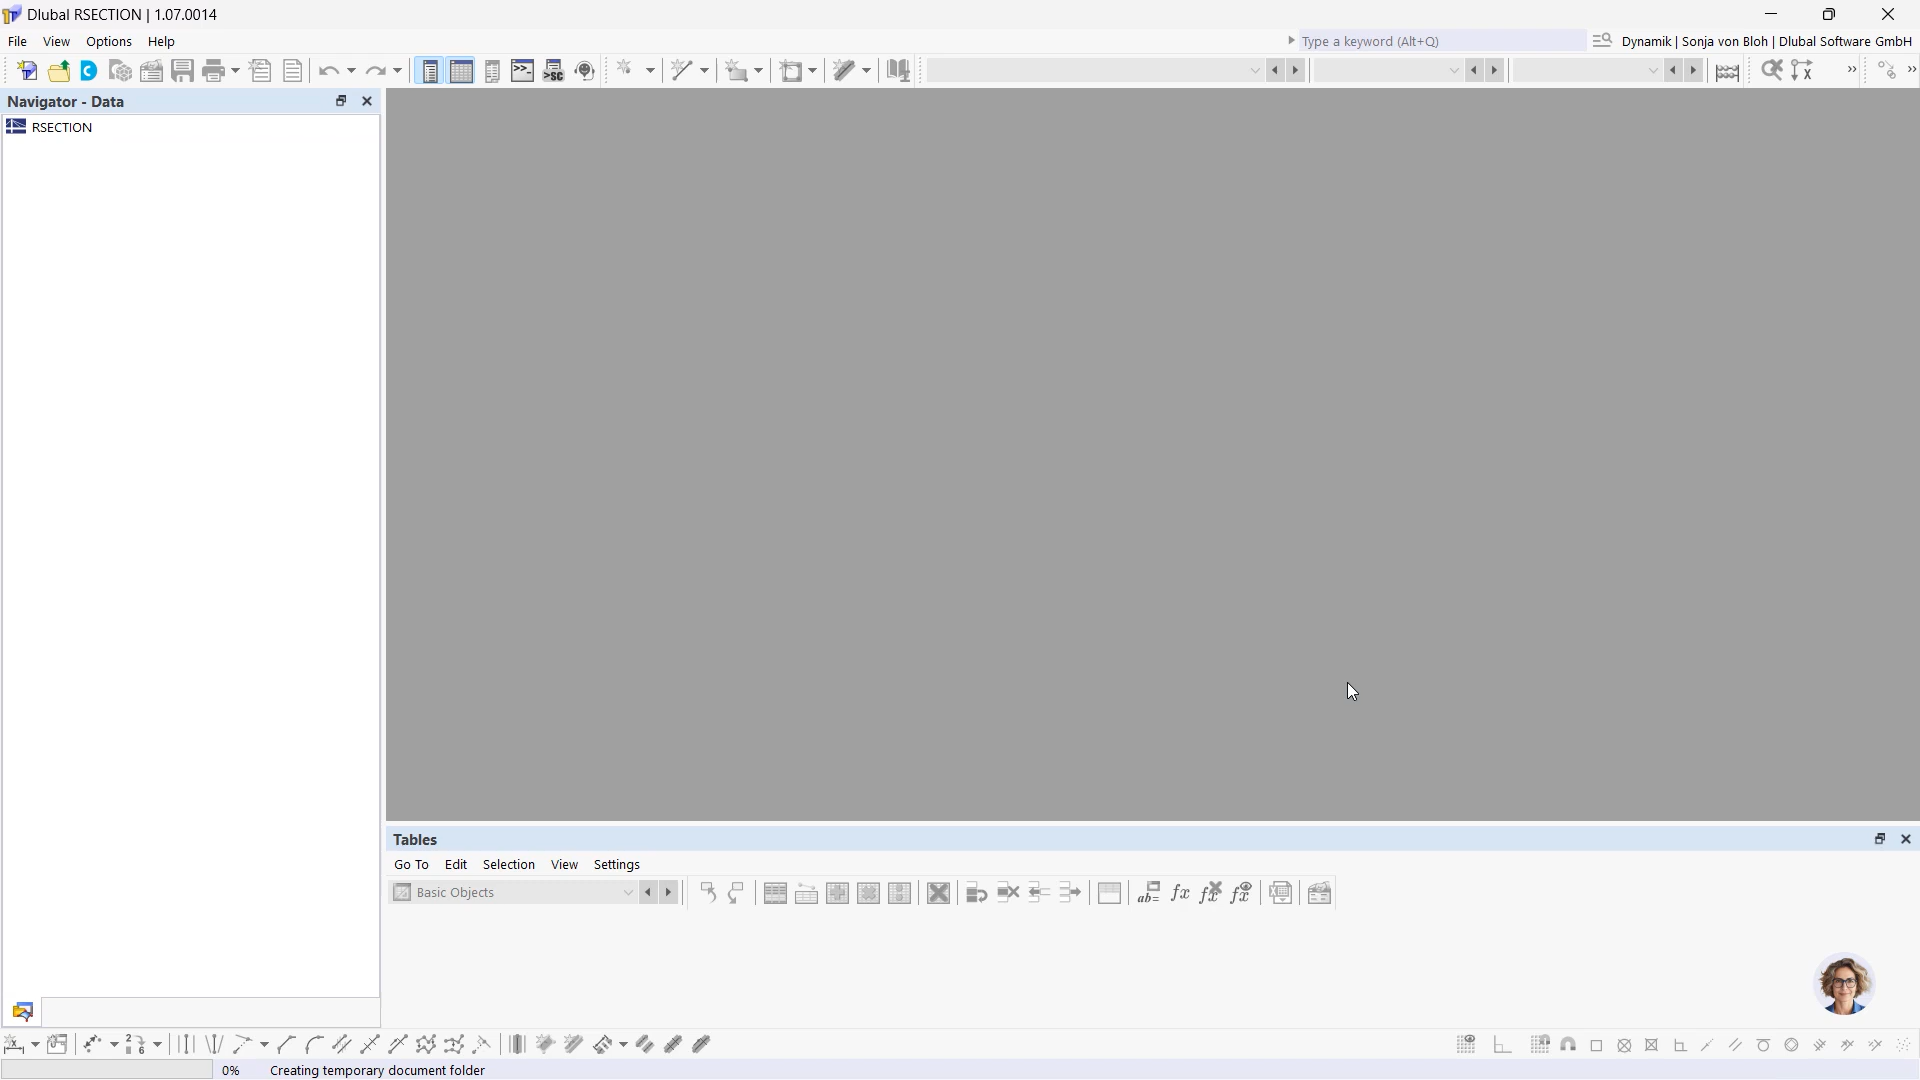 Dlubal RSECTION | 1.07.0014
File View Options Help
Type a keyword (Alt+Q)
Dynamik | Sonja von Bloh | Dlubal Software GmbH
Navigator - Data
RSECTION
Tables
Go To Edit Selection View Settings
Basic Objects
0% Creating temporary document folder